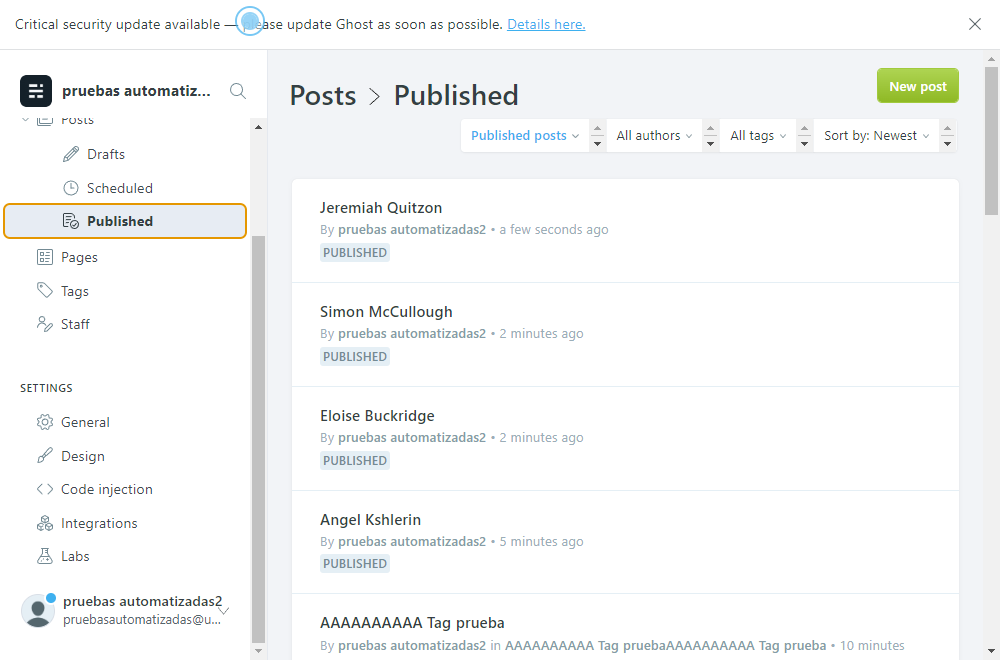 Critical security update available — please update Ghost as soon as possible. Details here.
pruebas automatiz...
Posts
Drafts
Scheduled
Published
Pages
Tags
Staff
SETTINGS
General
Design
Code injection
Integrations
Labs
pruebas automatizadas2
pruebasautomatizadas@u...
Posts > Published
New post
Published posts
All authors
All tags
Sort by: Newest
Jeremiah Quitzon
By pruebas automatizadas2 • a few seconds ago
PUBLISHED
Simon McCullough
By pruebas automatizadas2 • 2 minutes ago
PUBLISHED
Eloise Buckridge
By pruebas automatizadas2 • 2 minutes ago
PUBLISHED
Angel Kshlerin
By pruebas automatizadas2 • 5 minutes ago
PUBLISHED
AAAAAAAAAA Tag prueba
By pruebas automatizadas2 in AAAAAAAAAA Tag pruebaAAAAAAAAAA Tag prueba • 10 minutes